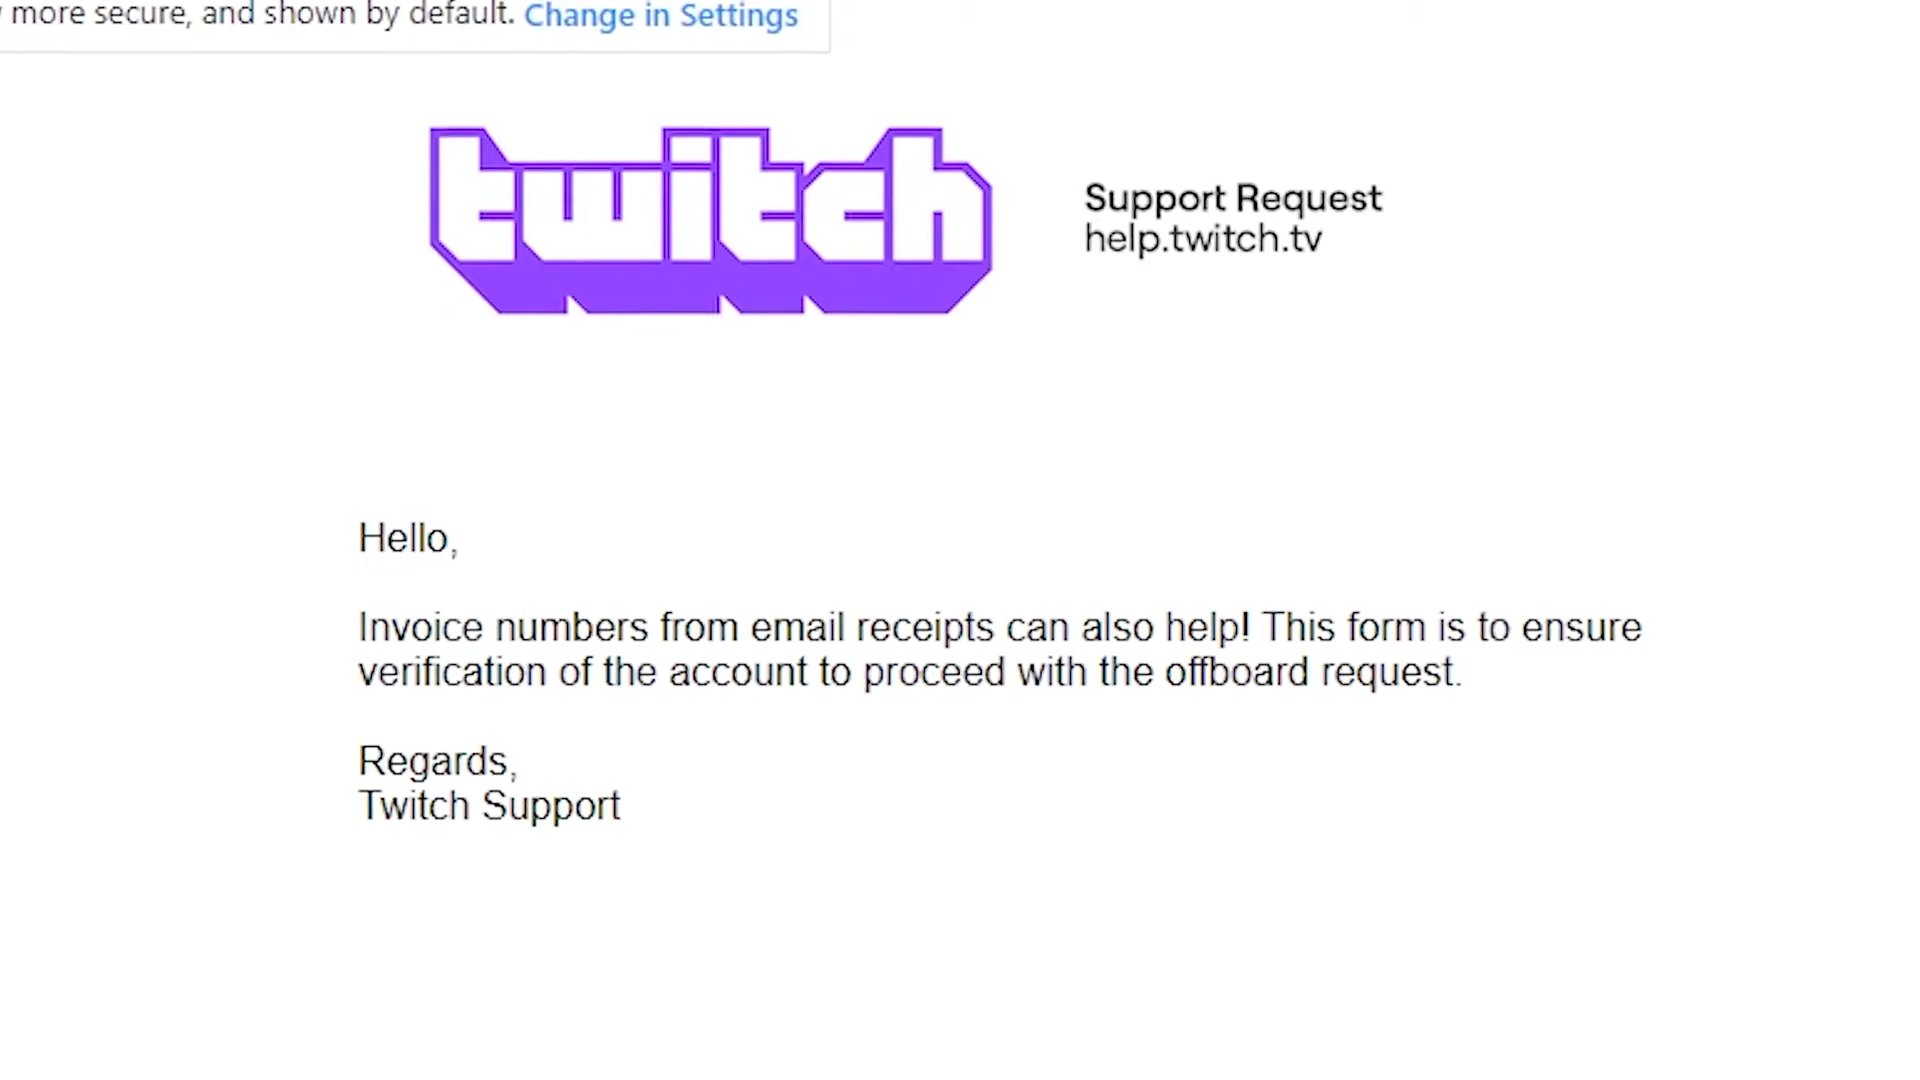 more secure, and shown by default. Change in Settings
twitch
Support Request
help.twitch.tv
Hello,
Invoice numbers from email receipts can also help! This form is to ensure
verification of the account to proceed with the offboard request.
Regards,
Twitch Support